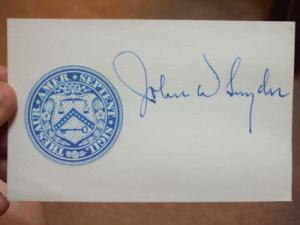 THESAUR. AMER. SEPTENT. SIGIL.
John W Snyder